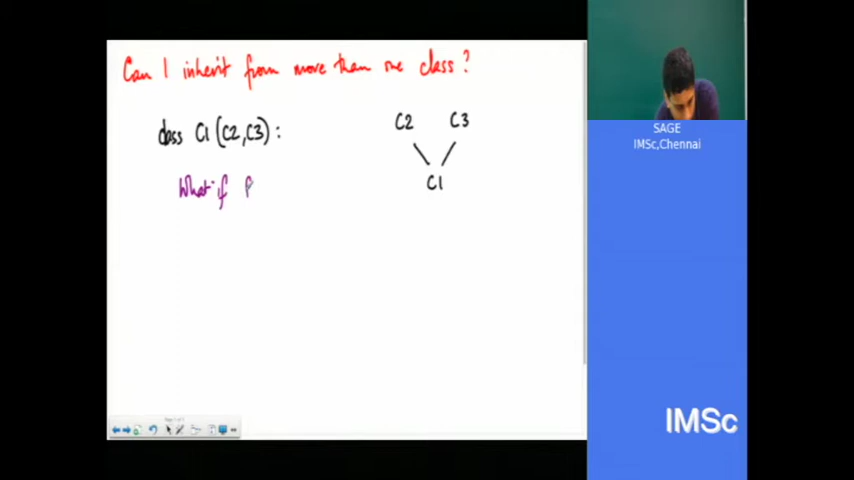 Can I inherit from more than one class?
class C1 (C2,C3):
C2 C3
C1
What if
SAGE
IMSc,Chennai
IMSc